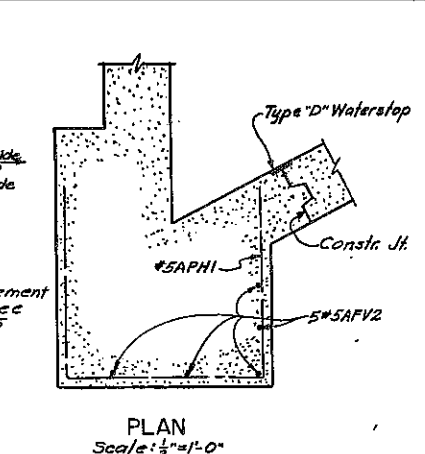 Type "D" Waterstop
Constr. Jt.
#5APH1
5#5AFV2
PLAN
Scale: ½"=1'-0"